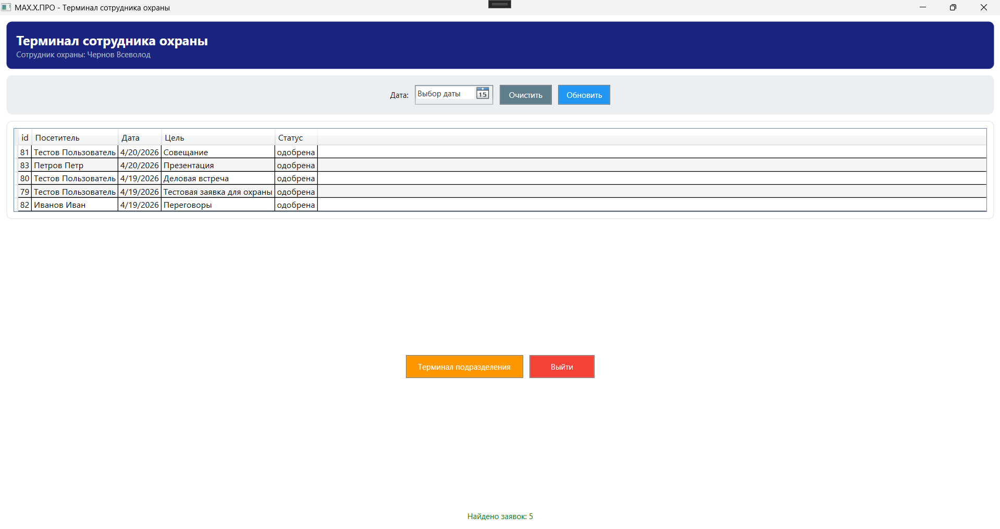 МАХ.Х.ПРО - Терминал сотрудника охраны
Терминал сотрудника охраны
Сотрудник охраны: Чернов Всеволод
Дата: Выбор даты 15 Очистить Обновить
id Посетитель Дата Цель Статус
81 Тестов Пользователь 4/20/2026 Совещание одобрена
83 Петров Петр 4/20/2026 Презентация одобрена
80 Тестов Пользователь 4/19/2026 Деловая встреча одобрена
79 Тестов Пользователь 4/19/2026 Тестовая заявка для охраны одобрена
82 Иванов Иван 4/19/2026 Переговоры одобрена
Терминал подразделения Выйти
Найдено заявок: 5